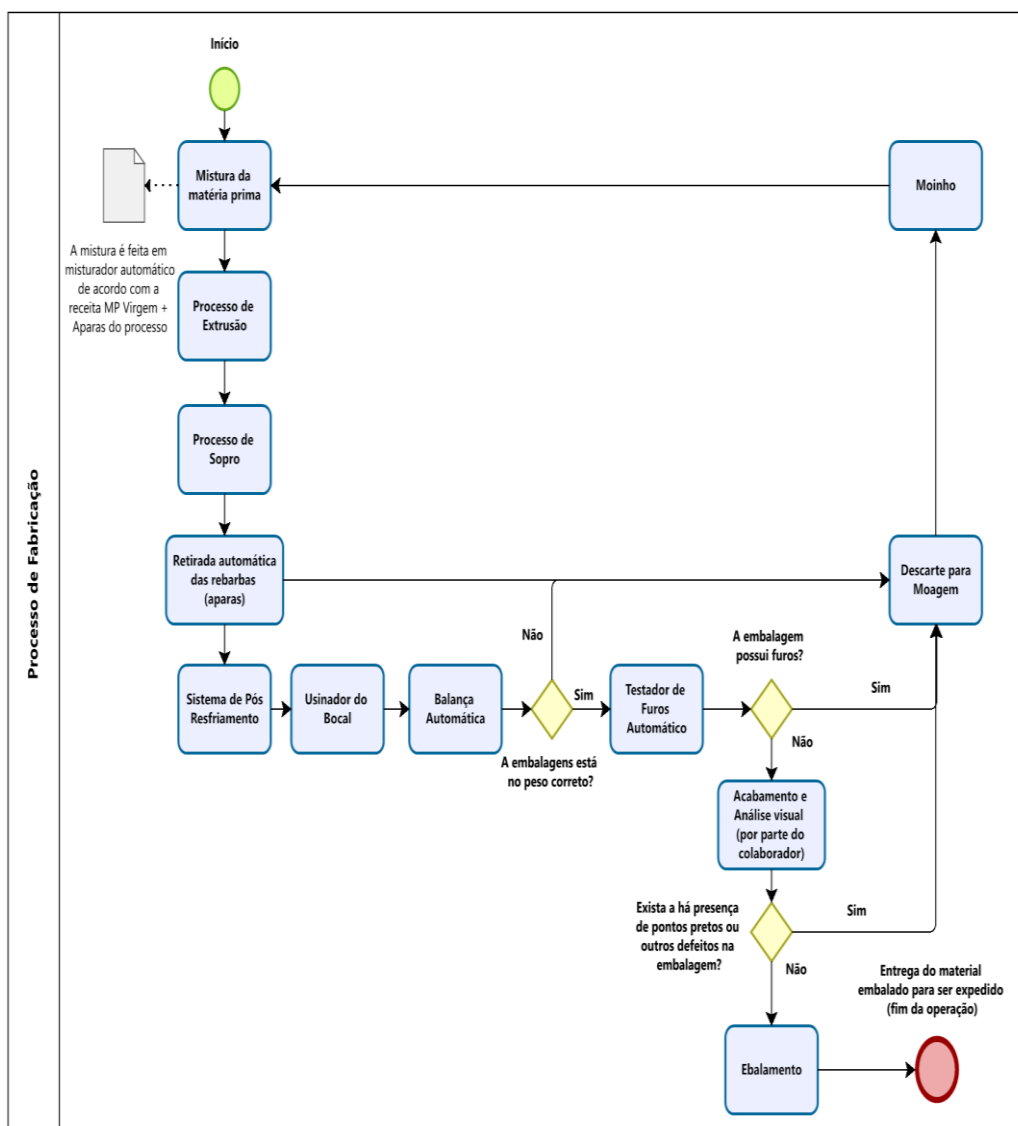 Processo de Fabricação
Início
Mistura da
matéria prima
Moinho
A mistura é feita em
misturador automático
de acordo com a
receita MP Virgem +
Aparas do processo
Processo de
Extrusão
Processo de
Sopro
Retirada automática
das rebarbas
(aparas)
Descarte para
Moagem
Sistema de Pós
Resfriamento
Usinador do
Bocal
Balança
Automática
Não
Sim
A embalagens está
no peso correto?
Testador de
Furos
Automático
A embalagem
possui furos?
Sim
Não
Acabamento e
Análise visual
(por parte do
colaborador)
Exista a há presença
de pontos pretos ou
outros defeitos na
embalagem?
Sim
Não
Ebalamento
Entrega do material
embalado para ser expedido
(fim da operação)